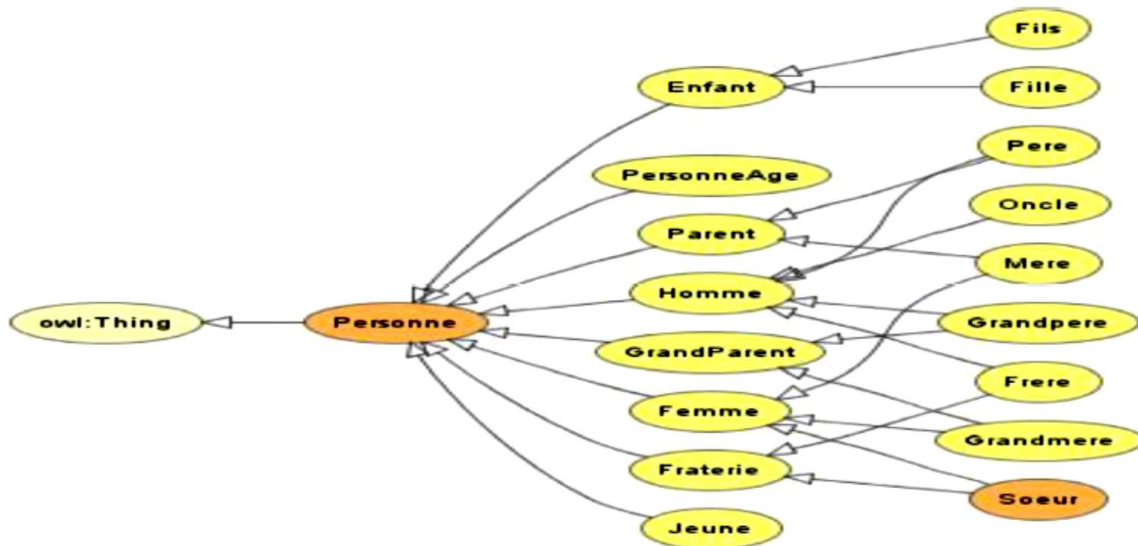 Fils
Enfant
Fille
Pere
PersonneAge
Oncle
Parent
Mere
Homme
owl:Thing
Personne
Grandpere
GrandParent
Frere
Femme
Grandmere
Fraterie
Soeur
Jeune